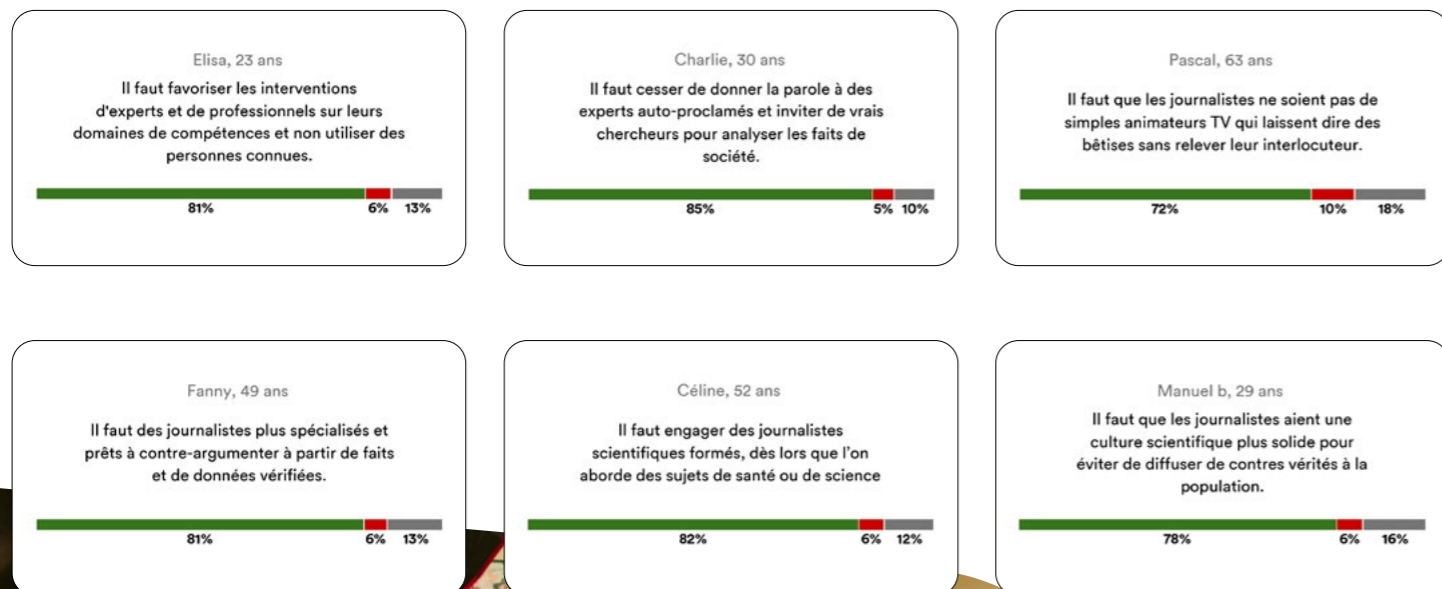 Elisa, 23 ans
Il faut favoriser les interventions
d'experts et de professionnels sur leurs
domaines de compétences et non utiliser des
personnes connues.
81% 6% 13%
Charlie, 30 ans
Il faut cesser de donner la parole à des
experts auto-proclamés et inviter de vrais
chercheurs pour analyser les faits de
société.
85% 5% 10%
Pascal, 63 ans
Il faut que les journalistes ne soient pas de
simples animateurs TV qui laissent dire des
bêtises sans relever leur interlocuteur.
72% 10% 18%
Fanny, 49 ans
Il faut des journalistes plus spécialisés et
prêts à contre-argumenter à partir de faits
et de données vérifiées.
81% 6% 13%
Céline, 52 ans
Il faut engager des journalistes
scientifiques formés, dès lors que l'on
aborde des sujets de santé ou de science
82% 6% 12%
Manuel b, 29 ans
Il faut que les journalistes aient une
culture scientifique plus solide pour
éviter de diffuser de contres vérités à la
population.
78% 6% 16%